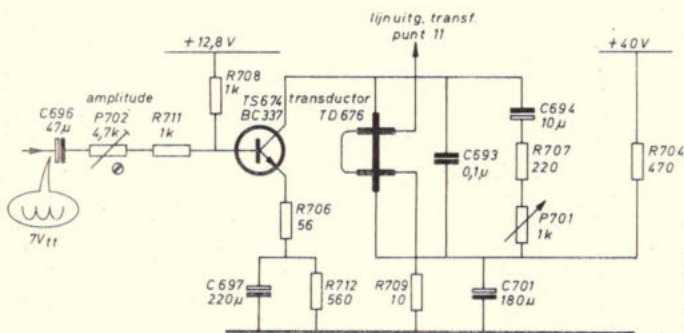 lijnuitg. transf.
punt 11
+12,8 V
+40V
R708
1k
amplitude
C696
47µ
P702
4,7k
R711
1k
TS674
BC337
transductor
TD676
C694
10µ
R707
220
R704
470
C693
0,1µ
P701
1k
R706
56
7Vtt
C697
220µ
R712
560
R709
10
C701
180µ